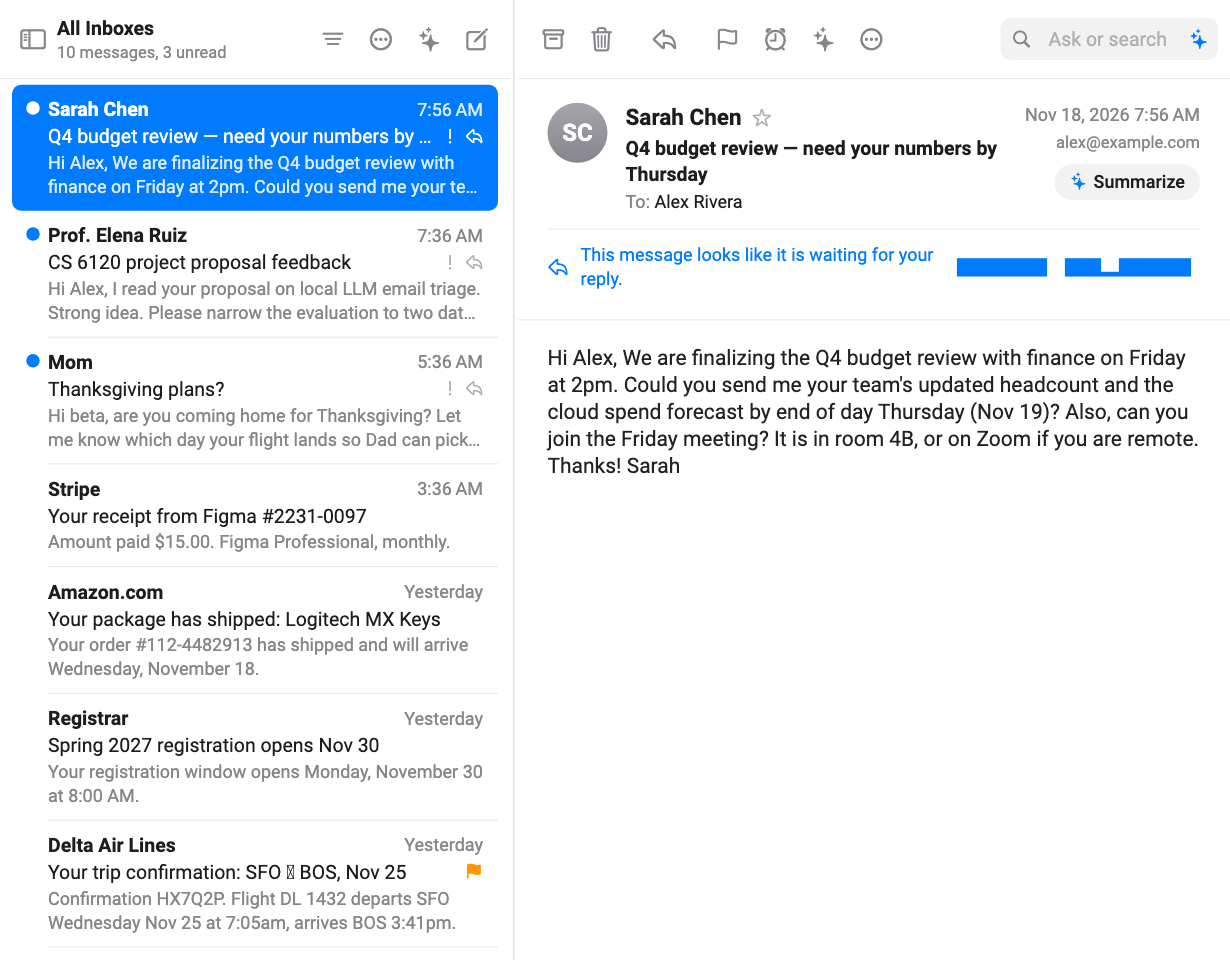 All Inboxes
10 messages, 3 unread
Ask or search
Sarah Chen 7:56 AM
Q4 budget review — need your numbers by ... !
Hi Alex, We are finalizing the Q4 budget review with
finance on Friday at 2pm. Could you send me your te...
Prof. Elena Ruiz 7:36 AM
CS 6120 project proposal feedback !
Hi Alex, I read your proposal on local LLM email triage.
Strong idea. Please narrow the evaluation to two dat...
Mom 5:36 AM
Thanksgiving plans? !
Hi beta, are you coming home for Thanksgiving? Let
me know which day your flight lands so Dad can pick...
Stripe 3:36 AM
Your receipt from Figma #2231-0097
Amount paid $15.00. Figma Professional, monthly.
Amazon.com Yesterday
Your package has shipped: Logitech MX Keys
Your order #112-4482913 has shipped and will arrive
Wednesday, November 18.
Registrar Yesterday
Spring 2027 registration opens Nov 30
Your registration window opens Monday, November 30
at 8:00 AM.
Delta Air Lines Yesterday
Your trip confirmation: SFO BOS, Nov 25
Confirmation HX7Q2P. Flight DL 1432 departs SFO
Wednesday Nov 25 at 7:05am, arrives BOS 3:41pm.
SC
Sarah Chen
Nov 18, 2026 7:56 AM
alex@example.com
Q4 budget review — need your numbers by
Thursday
To: Alex Rivera
Summarize
This message looks like it is waiting for your
reply.
Hi Alex, We are finalizing the Q4 budget review with finance on Friday
at 2pm. Could you send me your team's updated headcount and the
cloud spend forecast by end of day Thursday (Nov 19)? Also, can you
join the Friday meeting? It is in room 4B, or on Zoom if you are remote.
Thanks! Sarah